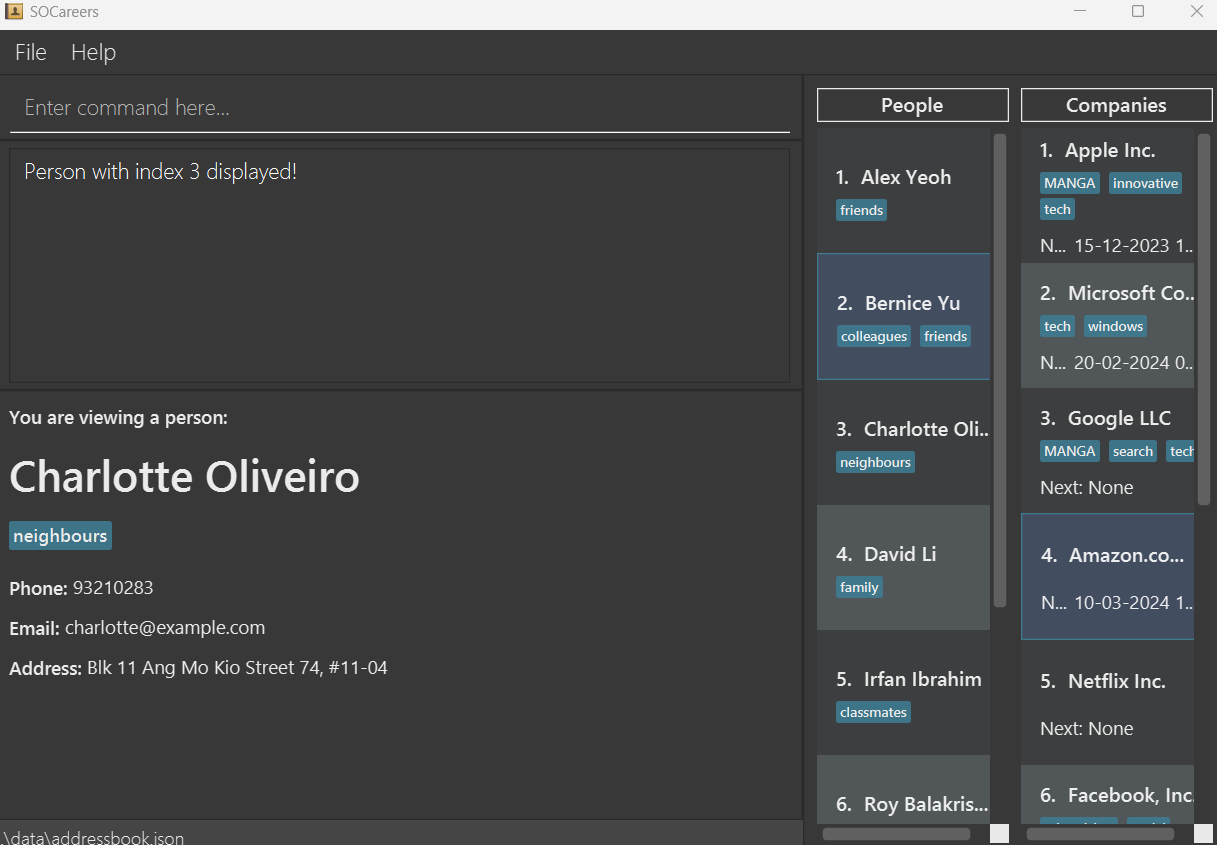 SOCareers
File Help
Enter command here...
Person with index 3 displayed!
You are viewing a person:
Charlotte Oliveiro
neighbours
Phone: 93210283
Email: charlotte@example.com
Address: Blk 11 Ang Mo Kio Street 74, #11-04
.\data\addressbook.json
People
1. Alex Yeoh
friends
2. Bernice Yu
colleagues friends
3. Charlotte Oli..
neighbours
4. David Li
family
5. Irfan Ibrahim
classmates
6. Roy Balakris...
Companies
1. Apple Inc.
MANGA innovative
tech
N... 15-12-2023 1..
2. Microsoft Co..
tech windows
N... 20-02-2024 0..
3. Google LLC
MANGA search tech
Next: None
4. Amazon.co...
N... 10-03-2024 1..
5. Netflix Inc.
Next: None
6. Facebook, Inc